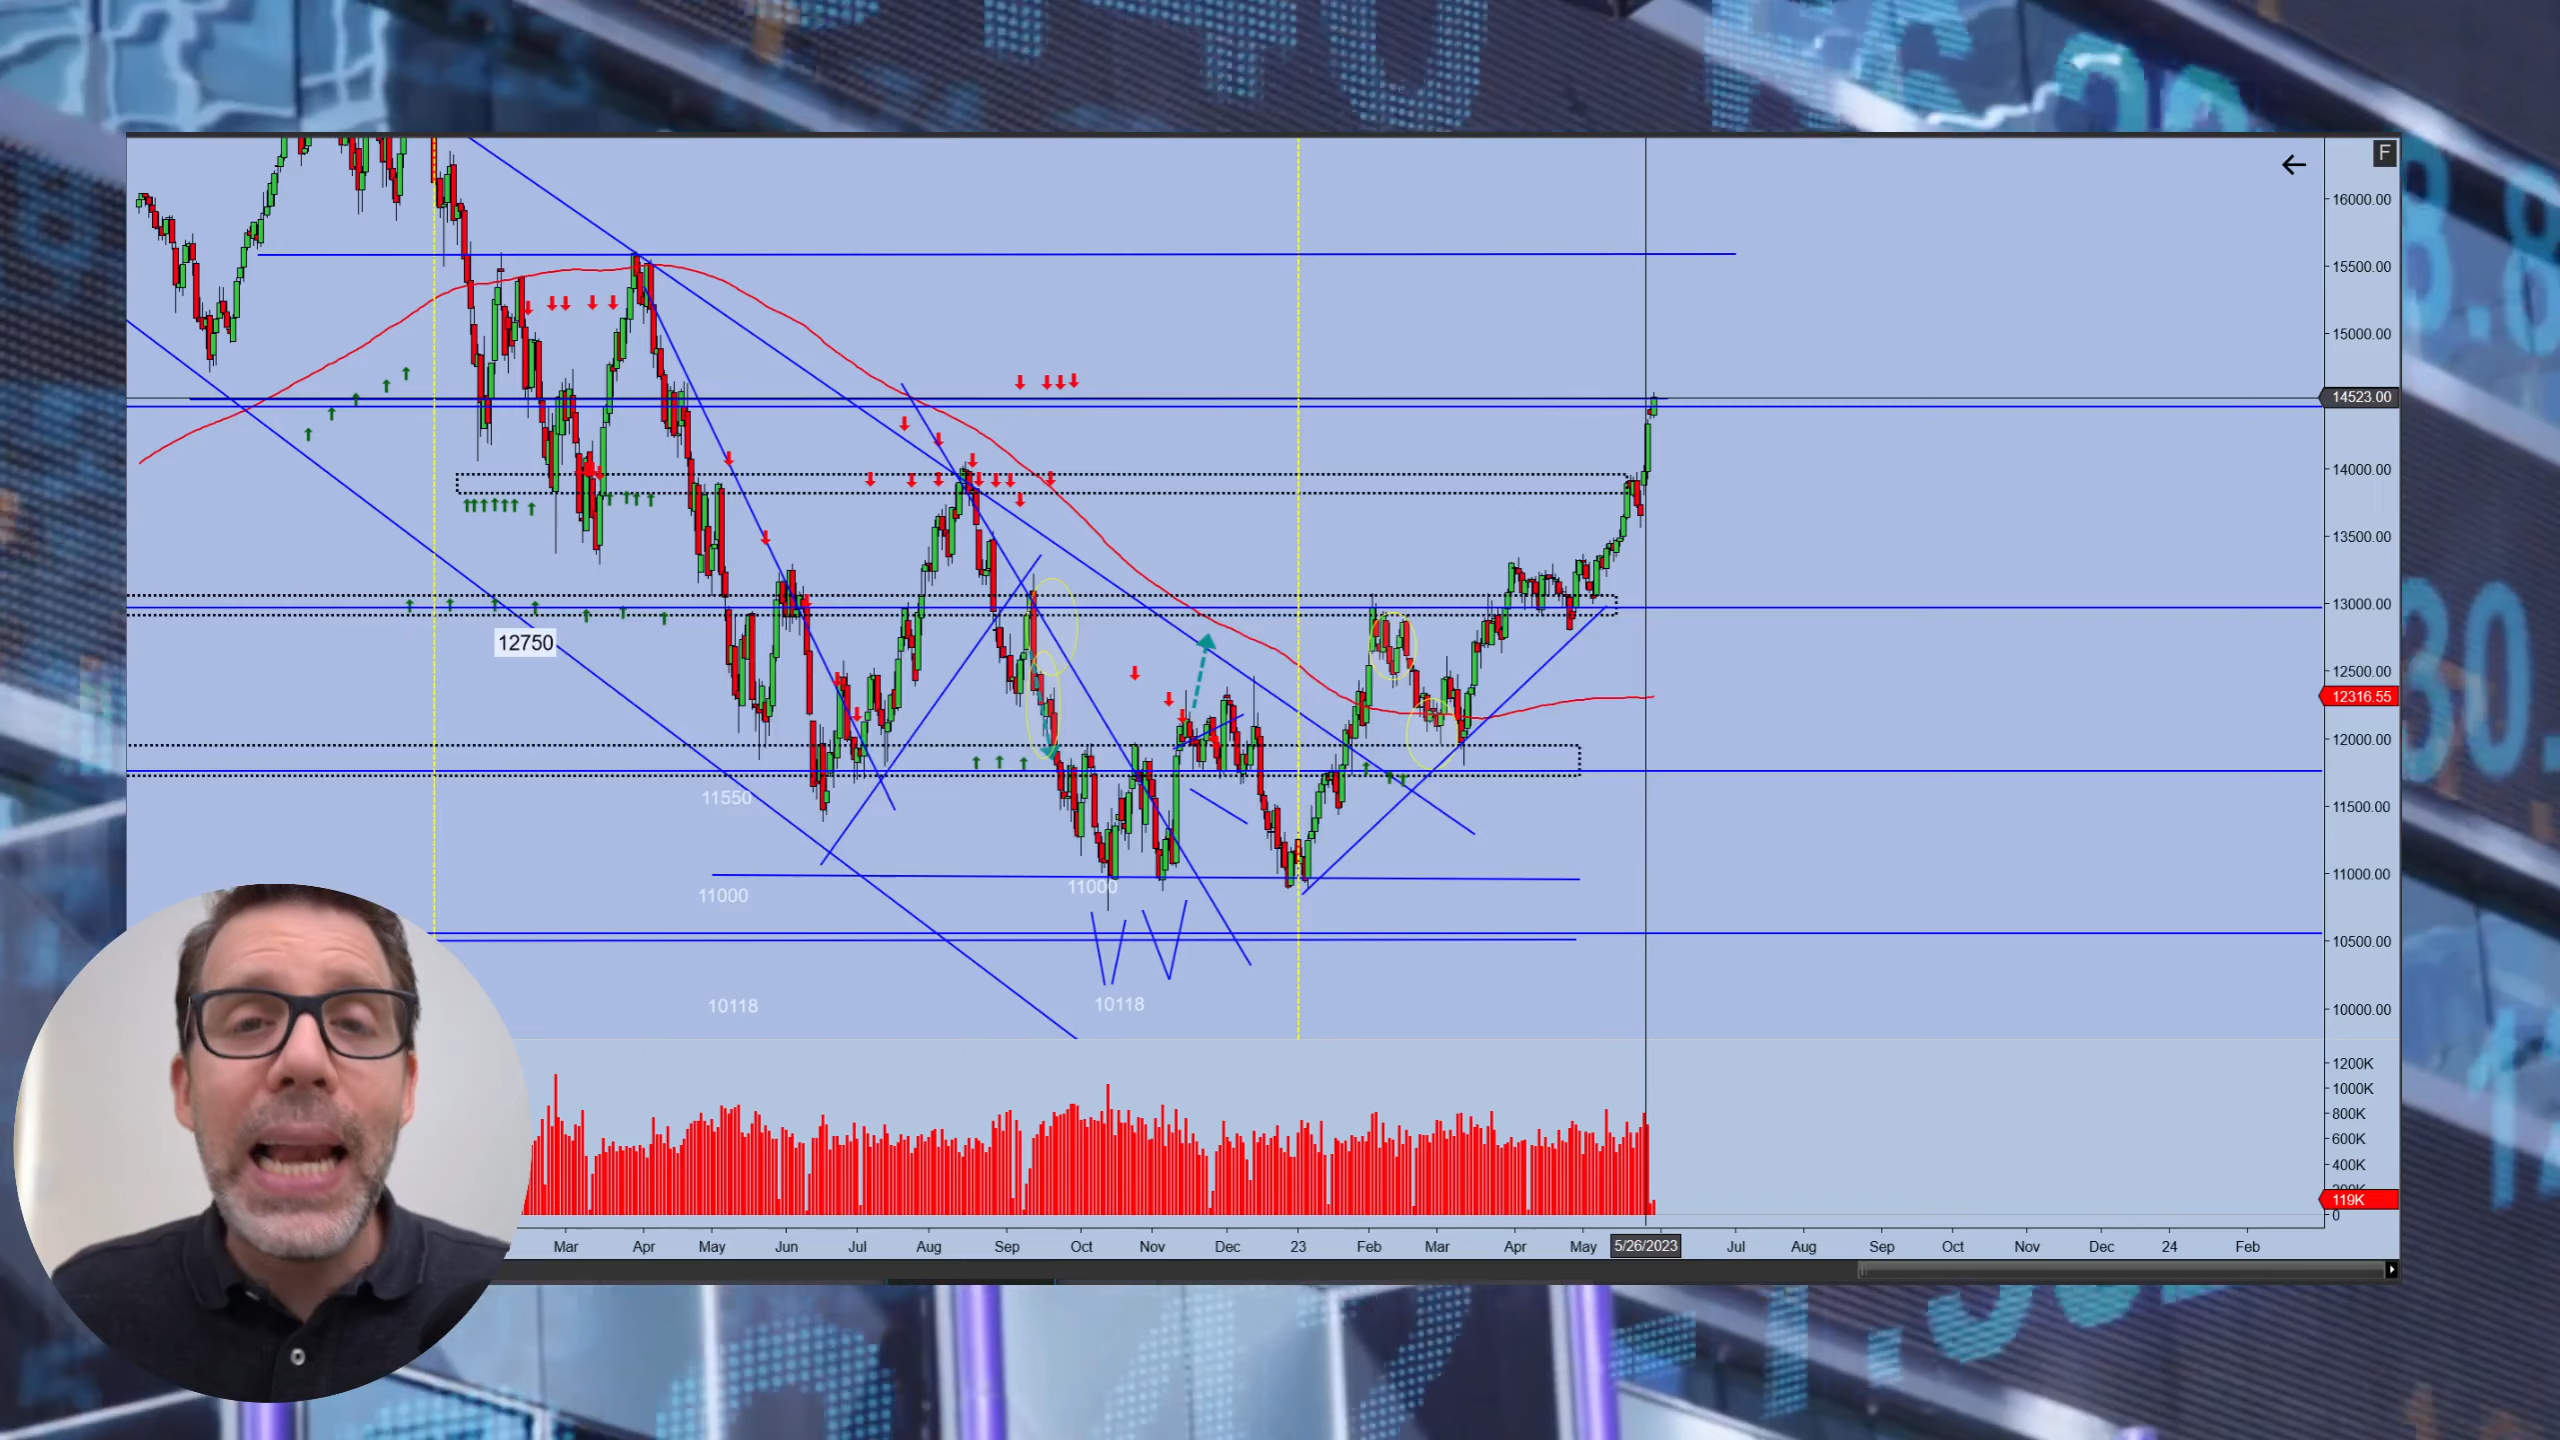 F
16000.00
15500.00
15000.00
14523.00
14000.00
13500.00
13000.00
12750
12500.00
12316.55
12000.00
11550
11500.00
11000
11000
11000.00
10500.00
10118
10118
10000.00
1200K
1000K
800K
600K
400K
119K
0
Mar Apr May Jun Jul Aug Sep Oct Nov Dec 23 Feb Mar Apr May 5/26/2023 Jul Aug Sep Oct Nov Dec 24 Feb